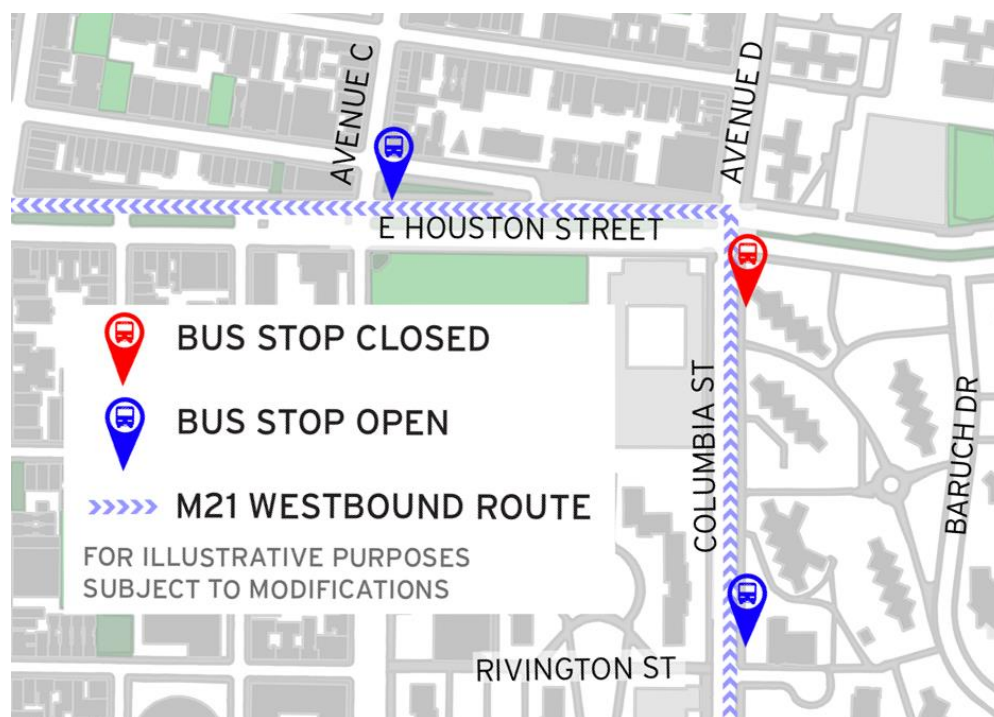 AVENUE C
AVENUE D
E HOUSTON STREET
BUS STOP CLOSED
BUS STOP OPEN
COLUMBIA ST
BARUCH DR
M21 WESTBOUND ROUTE
FOR ILLUSTRATIVE PURPOSES
SUBJECT TO MODIFICATIONS
RIVINGTON ST